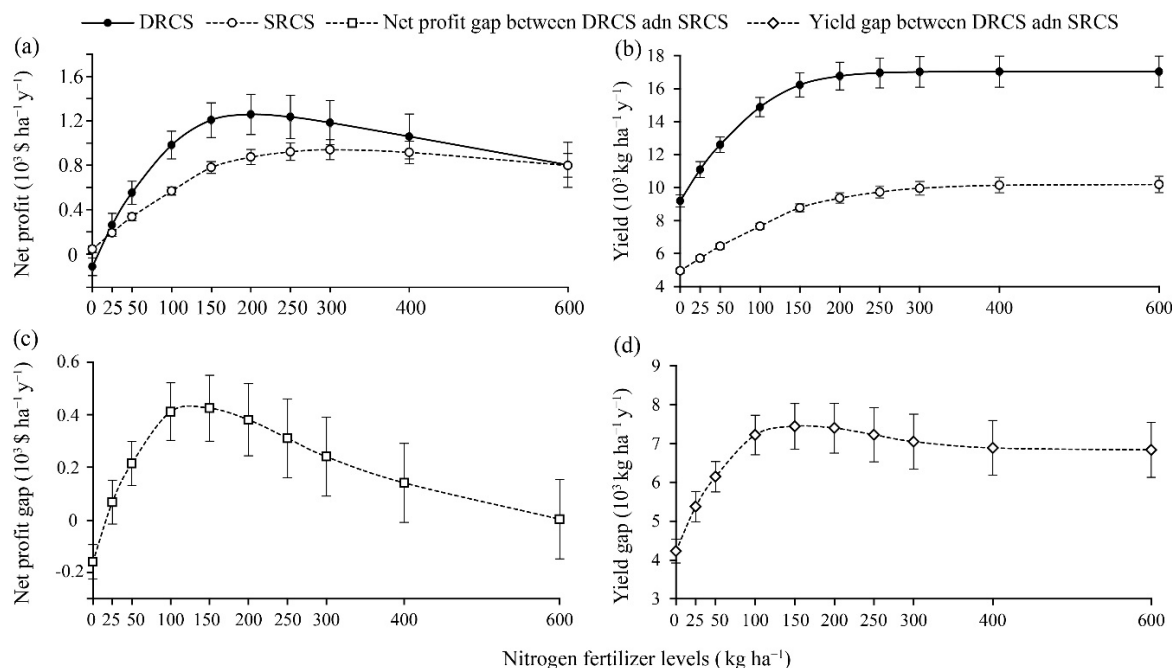 DRCS SRCS Net profit gap between DRCS adn SRCS Yield gap between DRCS adn SRCS
(a)
Net profit (10³ $ ha⁻¹ y⁻¹)
1.6
1.2
0.8
0.4
0
0 25 50 100 150 200 250 300 400 600
(b)
Yield (10³ kg ha⁻¹ y⁻¹)
18
16
14
12
10
8
6
4
0 25 50 100 150 200 250 300 400 600
(c)
Net profit gap (10³ $ ha⁻¹ y⁻¹)
0.6
0.4
0.2
0
-0.2
0 25 50 100 150 200 250 300 400 600
(d)
Yield gap (10³ kg ha⁻¹ y⁻¹)
9
8
7
6
5
4
3
0 25 50 100 150 200 250 300 400 600
Nitrogen fertilizer levels ( kg ha⁻¹)